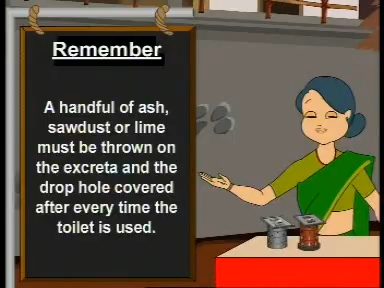 Remember
A handful of ash,
sawdust or lime
must be thrown on
the excreta and the
drop hole covered
after every time the
toilet is used.